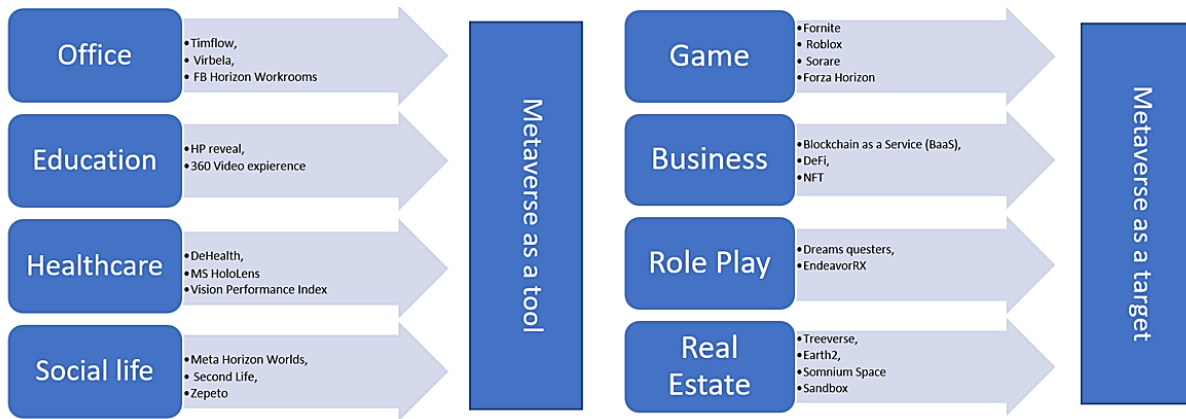 Office
•Timflow,
• Virbela,
• FB Horizon Workrooms
Education
•HP reveal,
•360 Video expierence
Healthcare
•DeHealth,
•MS HoloLens
•Vision Performance Index
Social life
•Meta Horizon Worlds,
• Second Life,
•Zepeto
Metaverse as a tool
Game
•Fornite
• Roblox
• Sorare
•Forza Horizon
Business
•Blockchain as a Service (BaaS),
•DeFi,
•NFT
Role Play
•Dreams questers,
•EndeavorRX
Real
Estate
•Treeverse,
•Earth2,
•Somnium Space
•Sandbox
Metaverse as a target